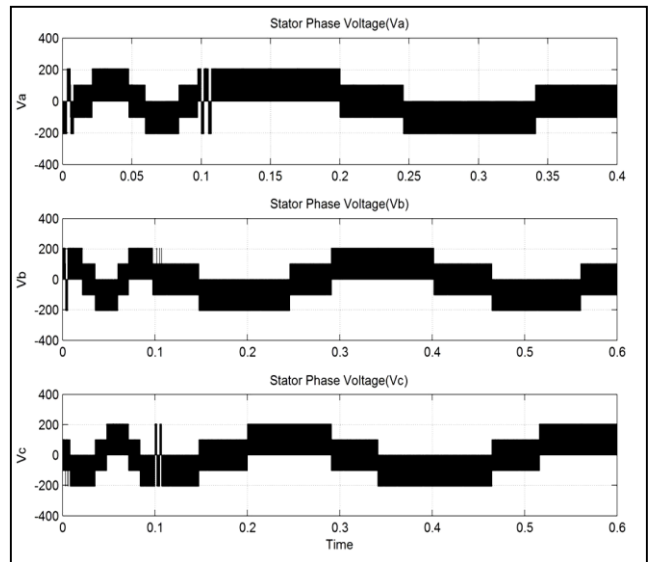 Stator Phase Voltage(Va)
400
200
0
-200
-400
Va
0 0.05 0.1 0.15 0.2 0.25 0.3 0.35 0.4
Stator Phase Voltage(Vb)
400
200
0
-200
-400
Vb
0 0.1 0.2 0.3 0.4 0.5 0.6
Stator Phase Voltage(Vc)
400
200
0
-200
-400
Vc
0 0.1 0.2 0.3 0.4 0.5 0.6
Time